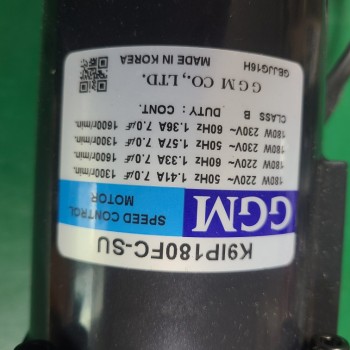 K9IP180FC-SU
GGM
SPEED CONTROL
MOTOR
180W 220V~ 50Hz 1.41A 7.0㎌ 1300r/min.
180W 220V~ 60Hz 1.33A 7.0㎌ 1600r/min.
180W 230V~ 50Hz 1.57A 7.0㎌ 1300r/min.
180W 230V~ 60Hz 1.36A 7.0㎌ 1600r/min.
CLASS B DUTY : CONT.
GGM CO., LTD.
MADE IN KOREA
GBJJG16H